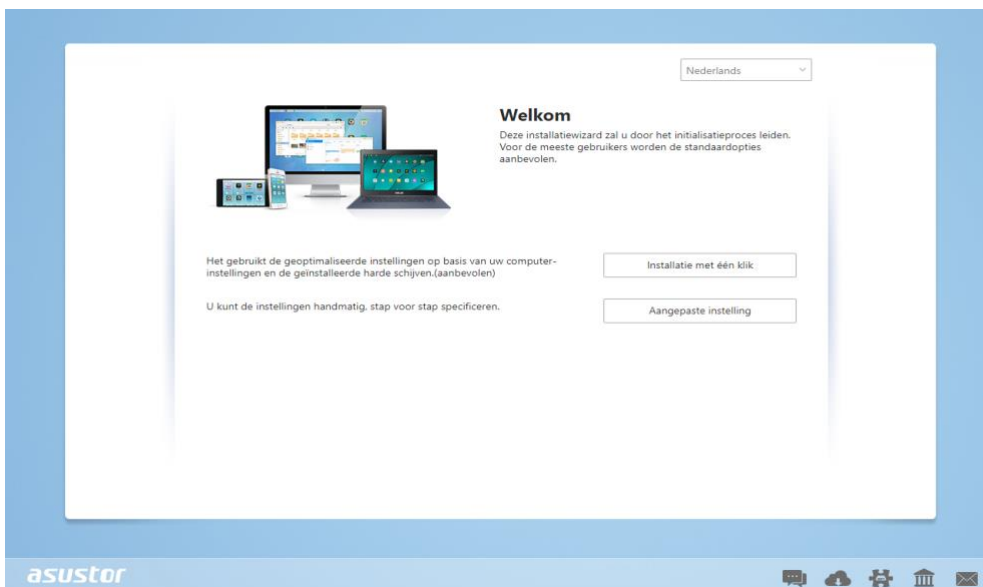 Nederlands
Welkom
Deze installatiewizard zal u door het initialisatieproces leiden.
Voor de meeste gebruikers worden de standaardopties
aanbevolen.
Het gebruikt de geoptimaliseerde instellingen op basis van uw computer-
instellingen en de geïnstalleerde harde schijven.(aanbevolen)
Installatie met één klik
U kunt de instellingen handmatig, stap voor stap specificeren.
Aangepaste instelling
asustor